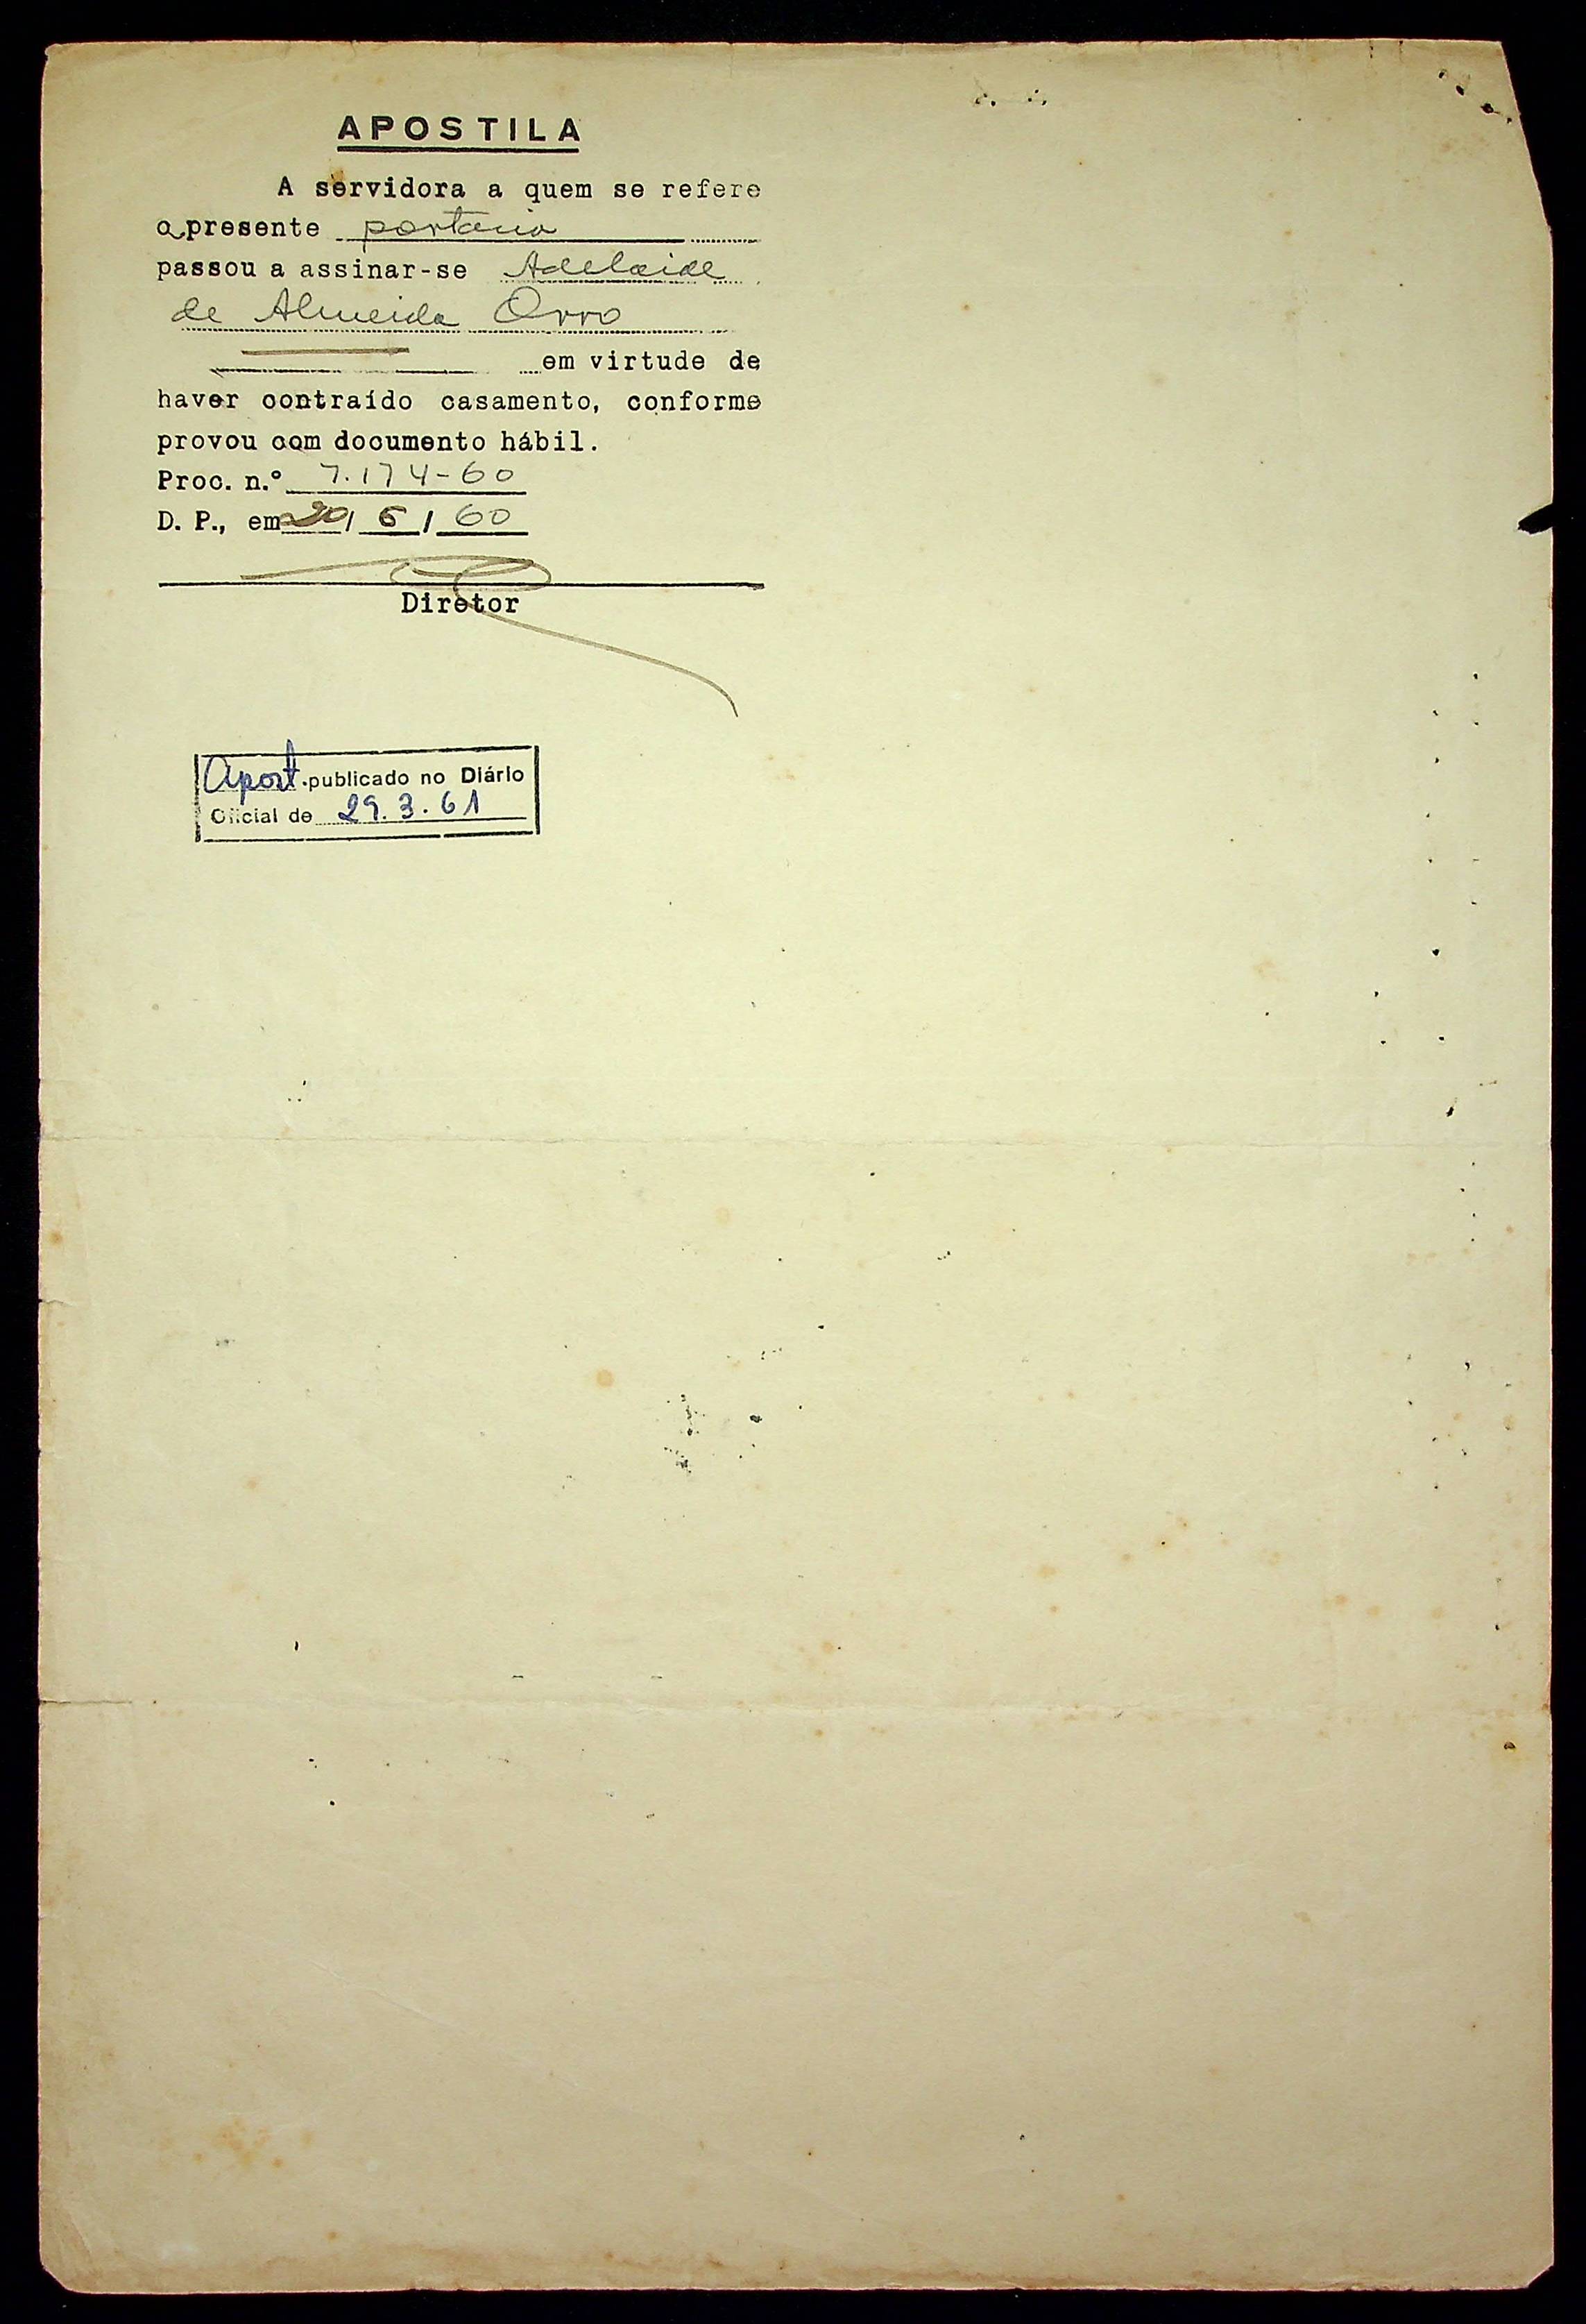 APOSTILA
A servidora a quem se refere
a presente portaria
passou a assinar-se Adelaide
de Almeida Orro
em virtude de
haver contraído casamento, conforme
provou com documento hábil.
Proc. n.º 7.174-60
D. P., em 20/ 5 / 60
Diretor
Apost. publicado no Diário
Oficial de 29.3.61